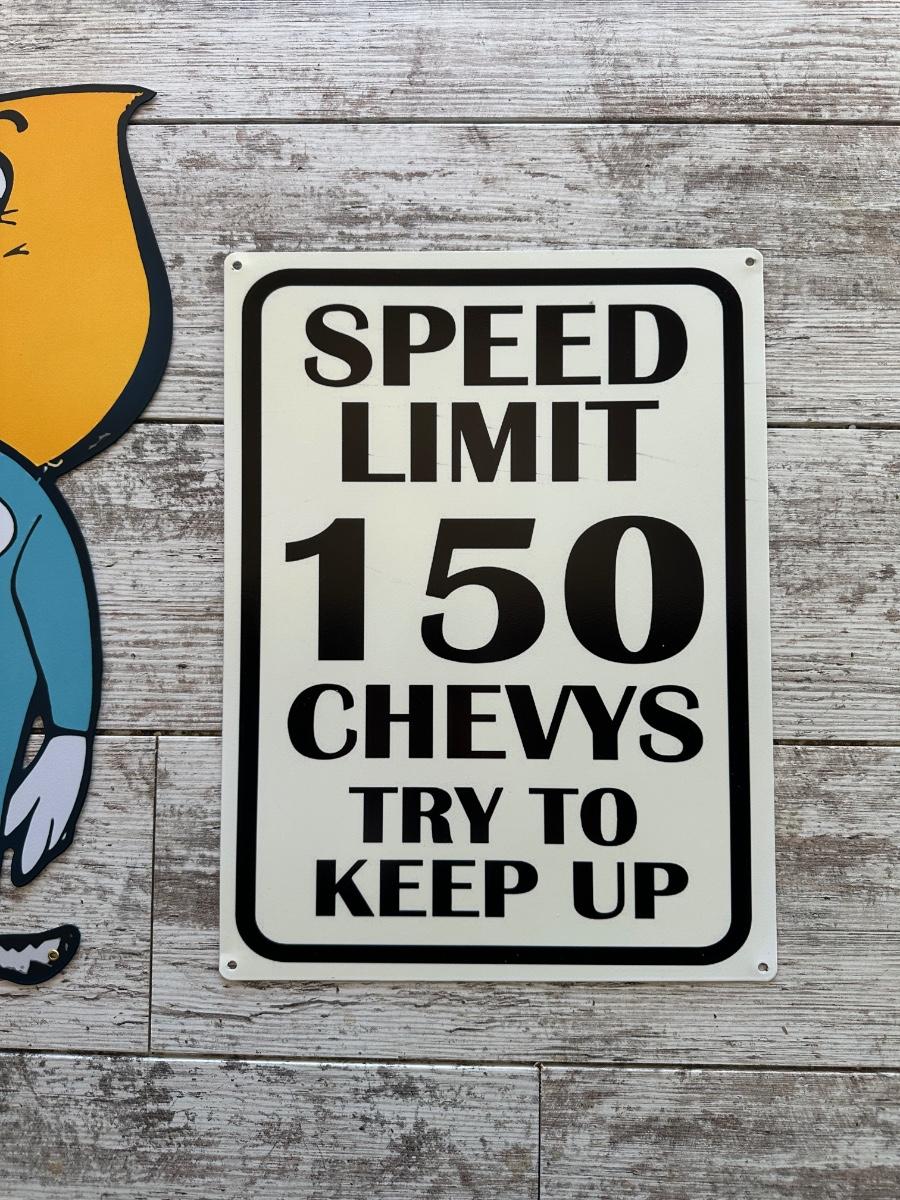 SPEED
LIMIT
150
CHEVYS
TRY TO
KEEP UP